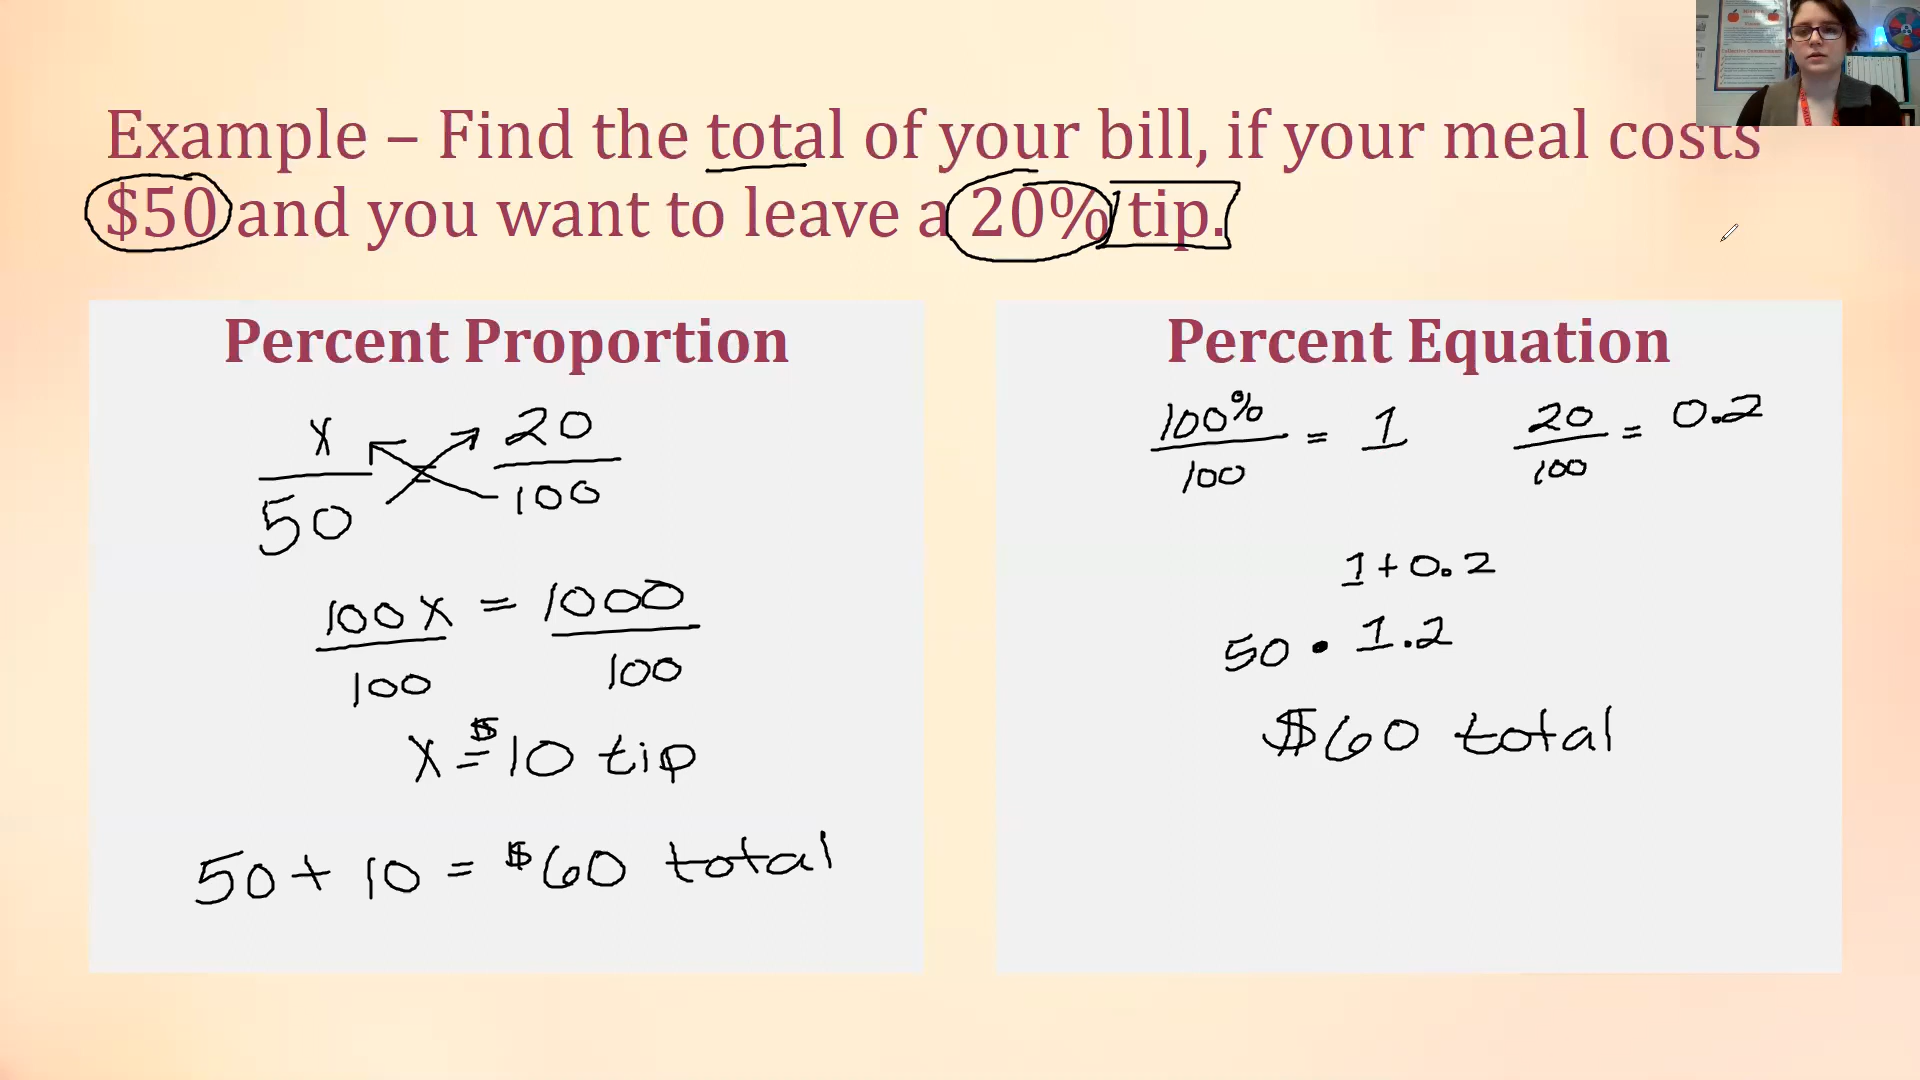 Example – Find the total of your bill, if your meal costs
$50 and you want to leave a 20% tip.
Percent Proportion
x/50 = 20/100
100x/100 = 1000/100
x = $10 tip
50 + 10 = $60 total
Percent Equation
100%/100 = 1 20/100 = 0.2
1 + 0.2
50 • 1.2
$60 total